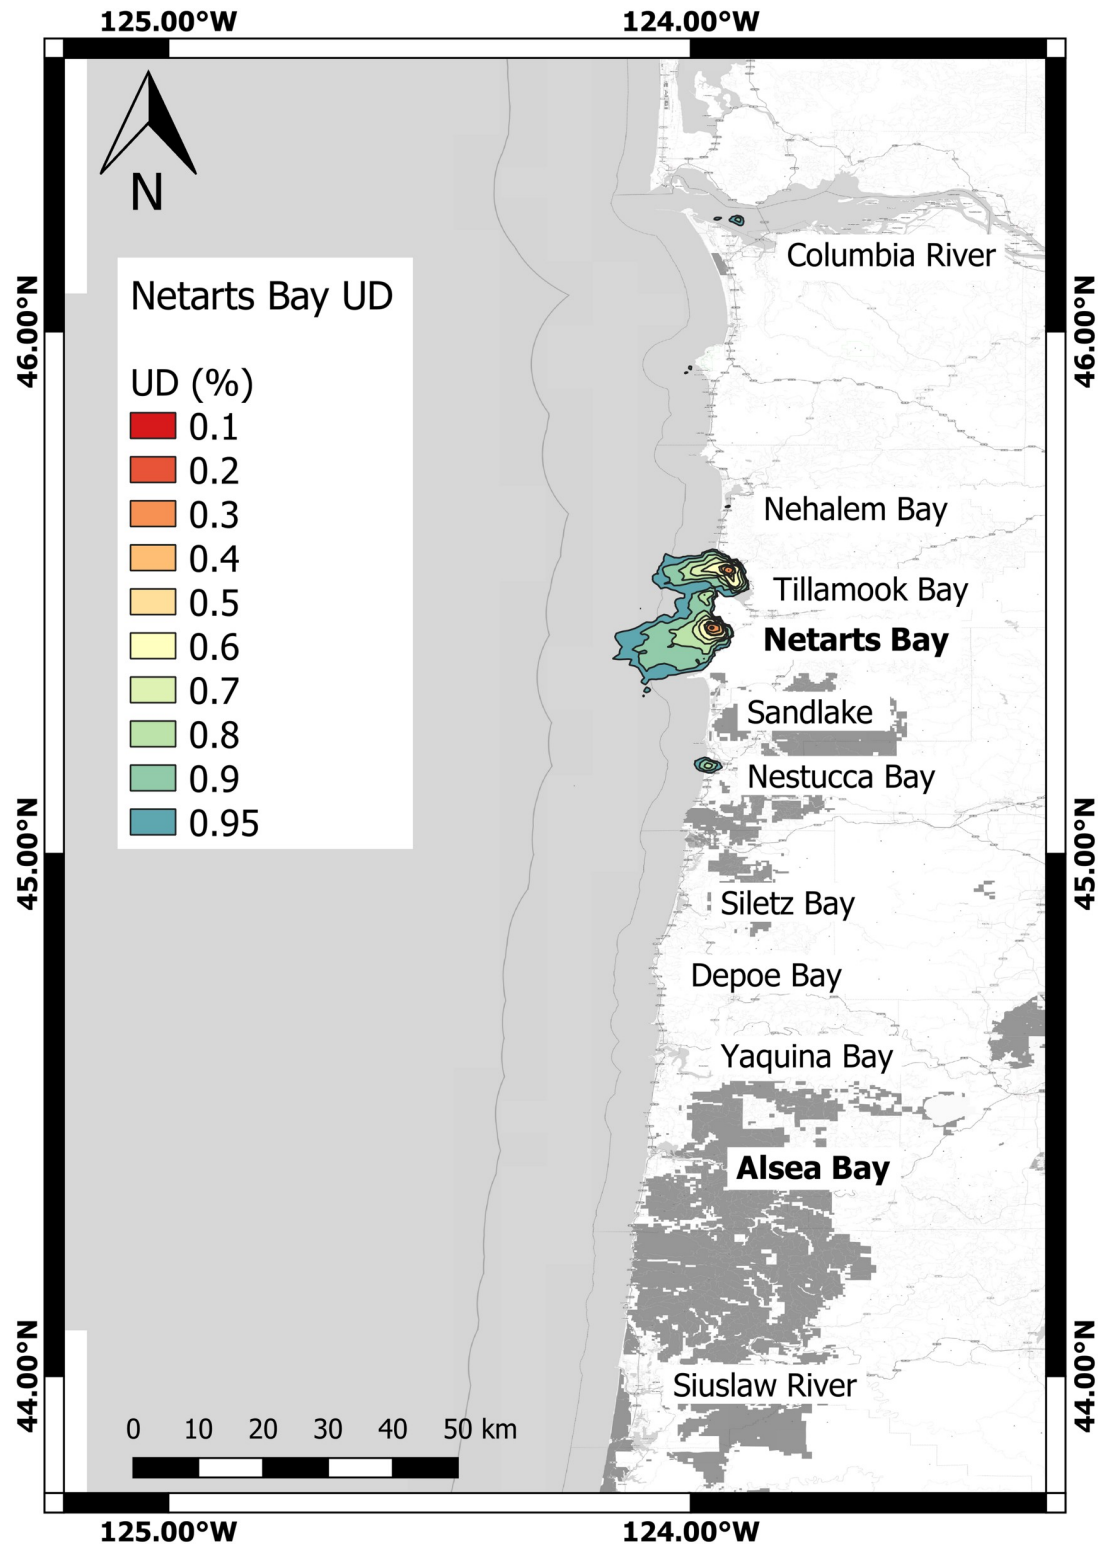 125.00°W 124.00°W
N
46.00°N
46.00°N
Columbia River
Netarts Bay UD
UD (%)
0.1
0.2
0.3
0.4
0.5
0.6
0.7
0.8
0.9
0.95
Nehalem Bay
Tillamook Bay
Netarts Bay
Sandlake
Nestucca Bay
45.00°N
45.00°N
Siletz Bay
Depoe Bay
Yaquina Bay
Alsea Bay
44.00°N
44.00°N
Siuslaw River
0 10 20 30 40 50 km
125.00°W 124.00°W